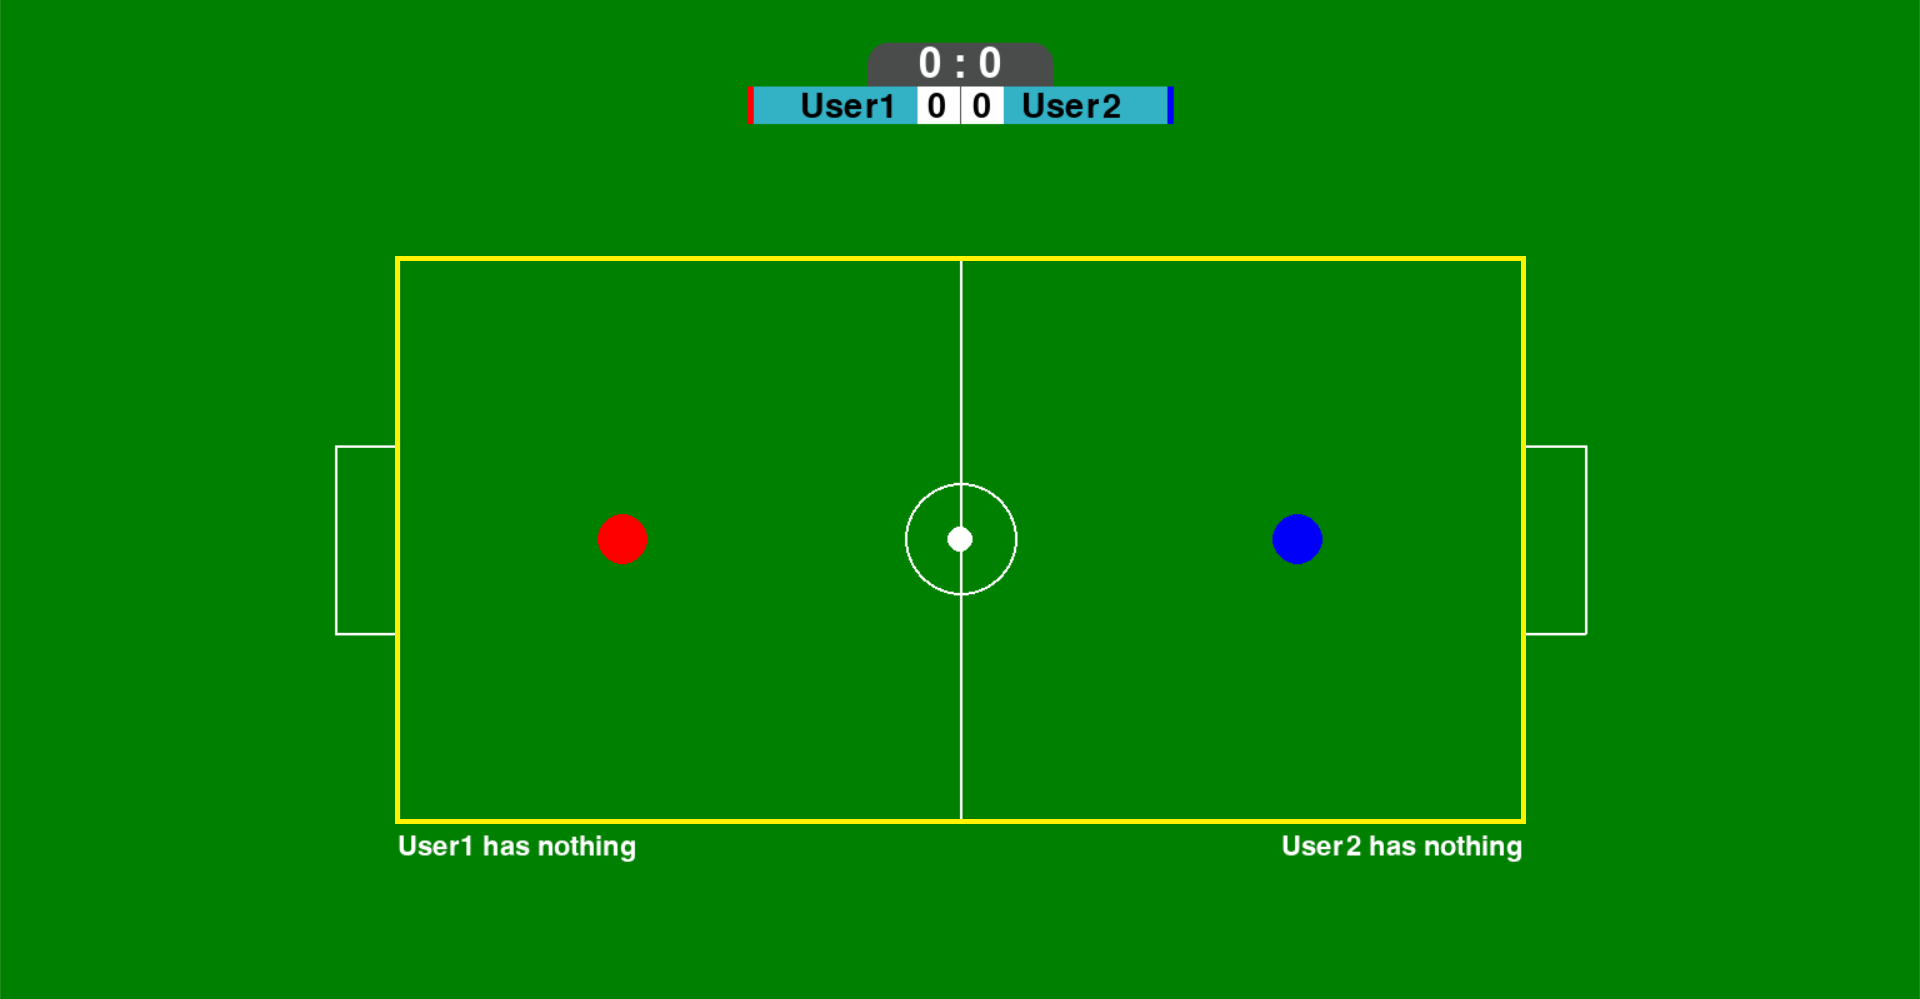 0 : 0
User1 0 0 User2
User1 has nothing User2 has nothing